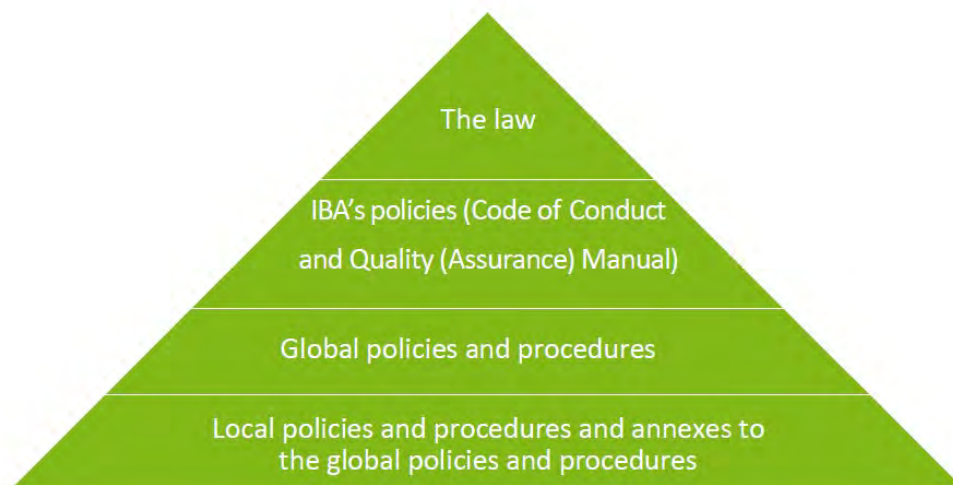 The law
IBA's policies (Code of Conduct
and Quality (Assurance) Manual)
Global policies and procedures
Local policies and procedures and annexes to
the global policies and procedures